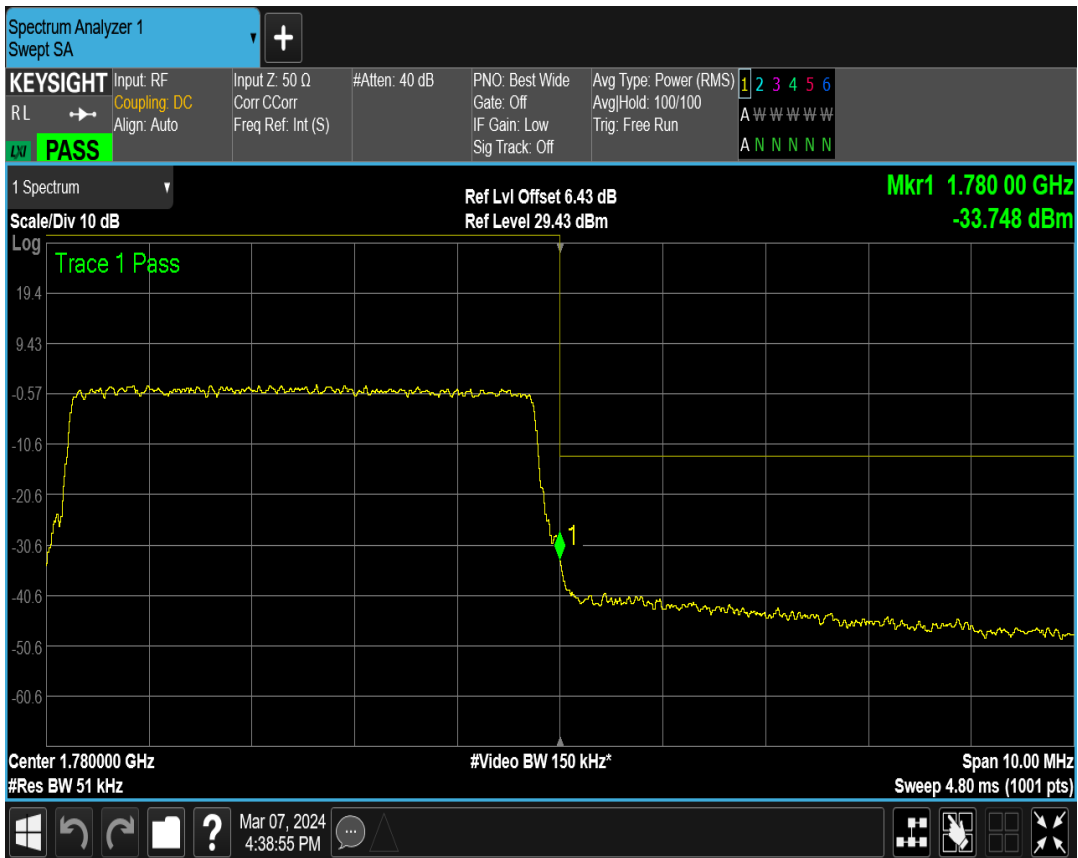 Spectrum Analyzer 1
Swept SA
+
KEYSIGHT
RL
LXI PASS
Input: RF
Coupling: DC
Align: Auto
Input Z: 50 Ω
Corr CCorr
Freq Ref: Int (S)
#Atten: 40 dB
PNO: Best Wide
Gate: Off
IF Gain: Low
Sig Track: Off
Avg Type: Power (RMS)
Avg|Hold: 100/100
Trig: Free Run
1 2 3 4 5 6
A W W W W W
A N N N N N
1 Spectrum
Scale/Div 10 dB
Ref Lvl Offset 6.43 dB
Ref Level 29.43 dBm
Mkr1 1.780 00 GHz
-33.748 dBm
Log
Trace 1 Pass
19.4
9.43
-0.57
-10.6
-20.6
-30.6
1
-40.6
-50.6
-60.6
Center 1.780000 GHz
#Res BW 51 kHz
#Video BW 150 kHz*
Span 10.00 MHz
Sweep 4.80 ms (1001 pts)
?
Mar 07, 2024
4:38:55 PM